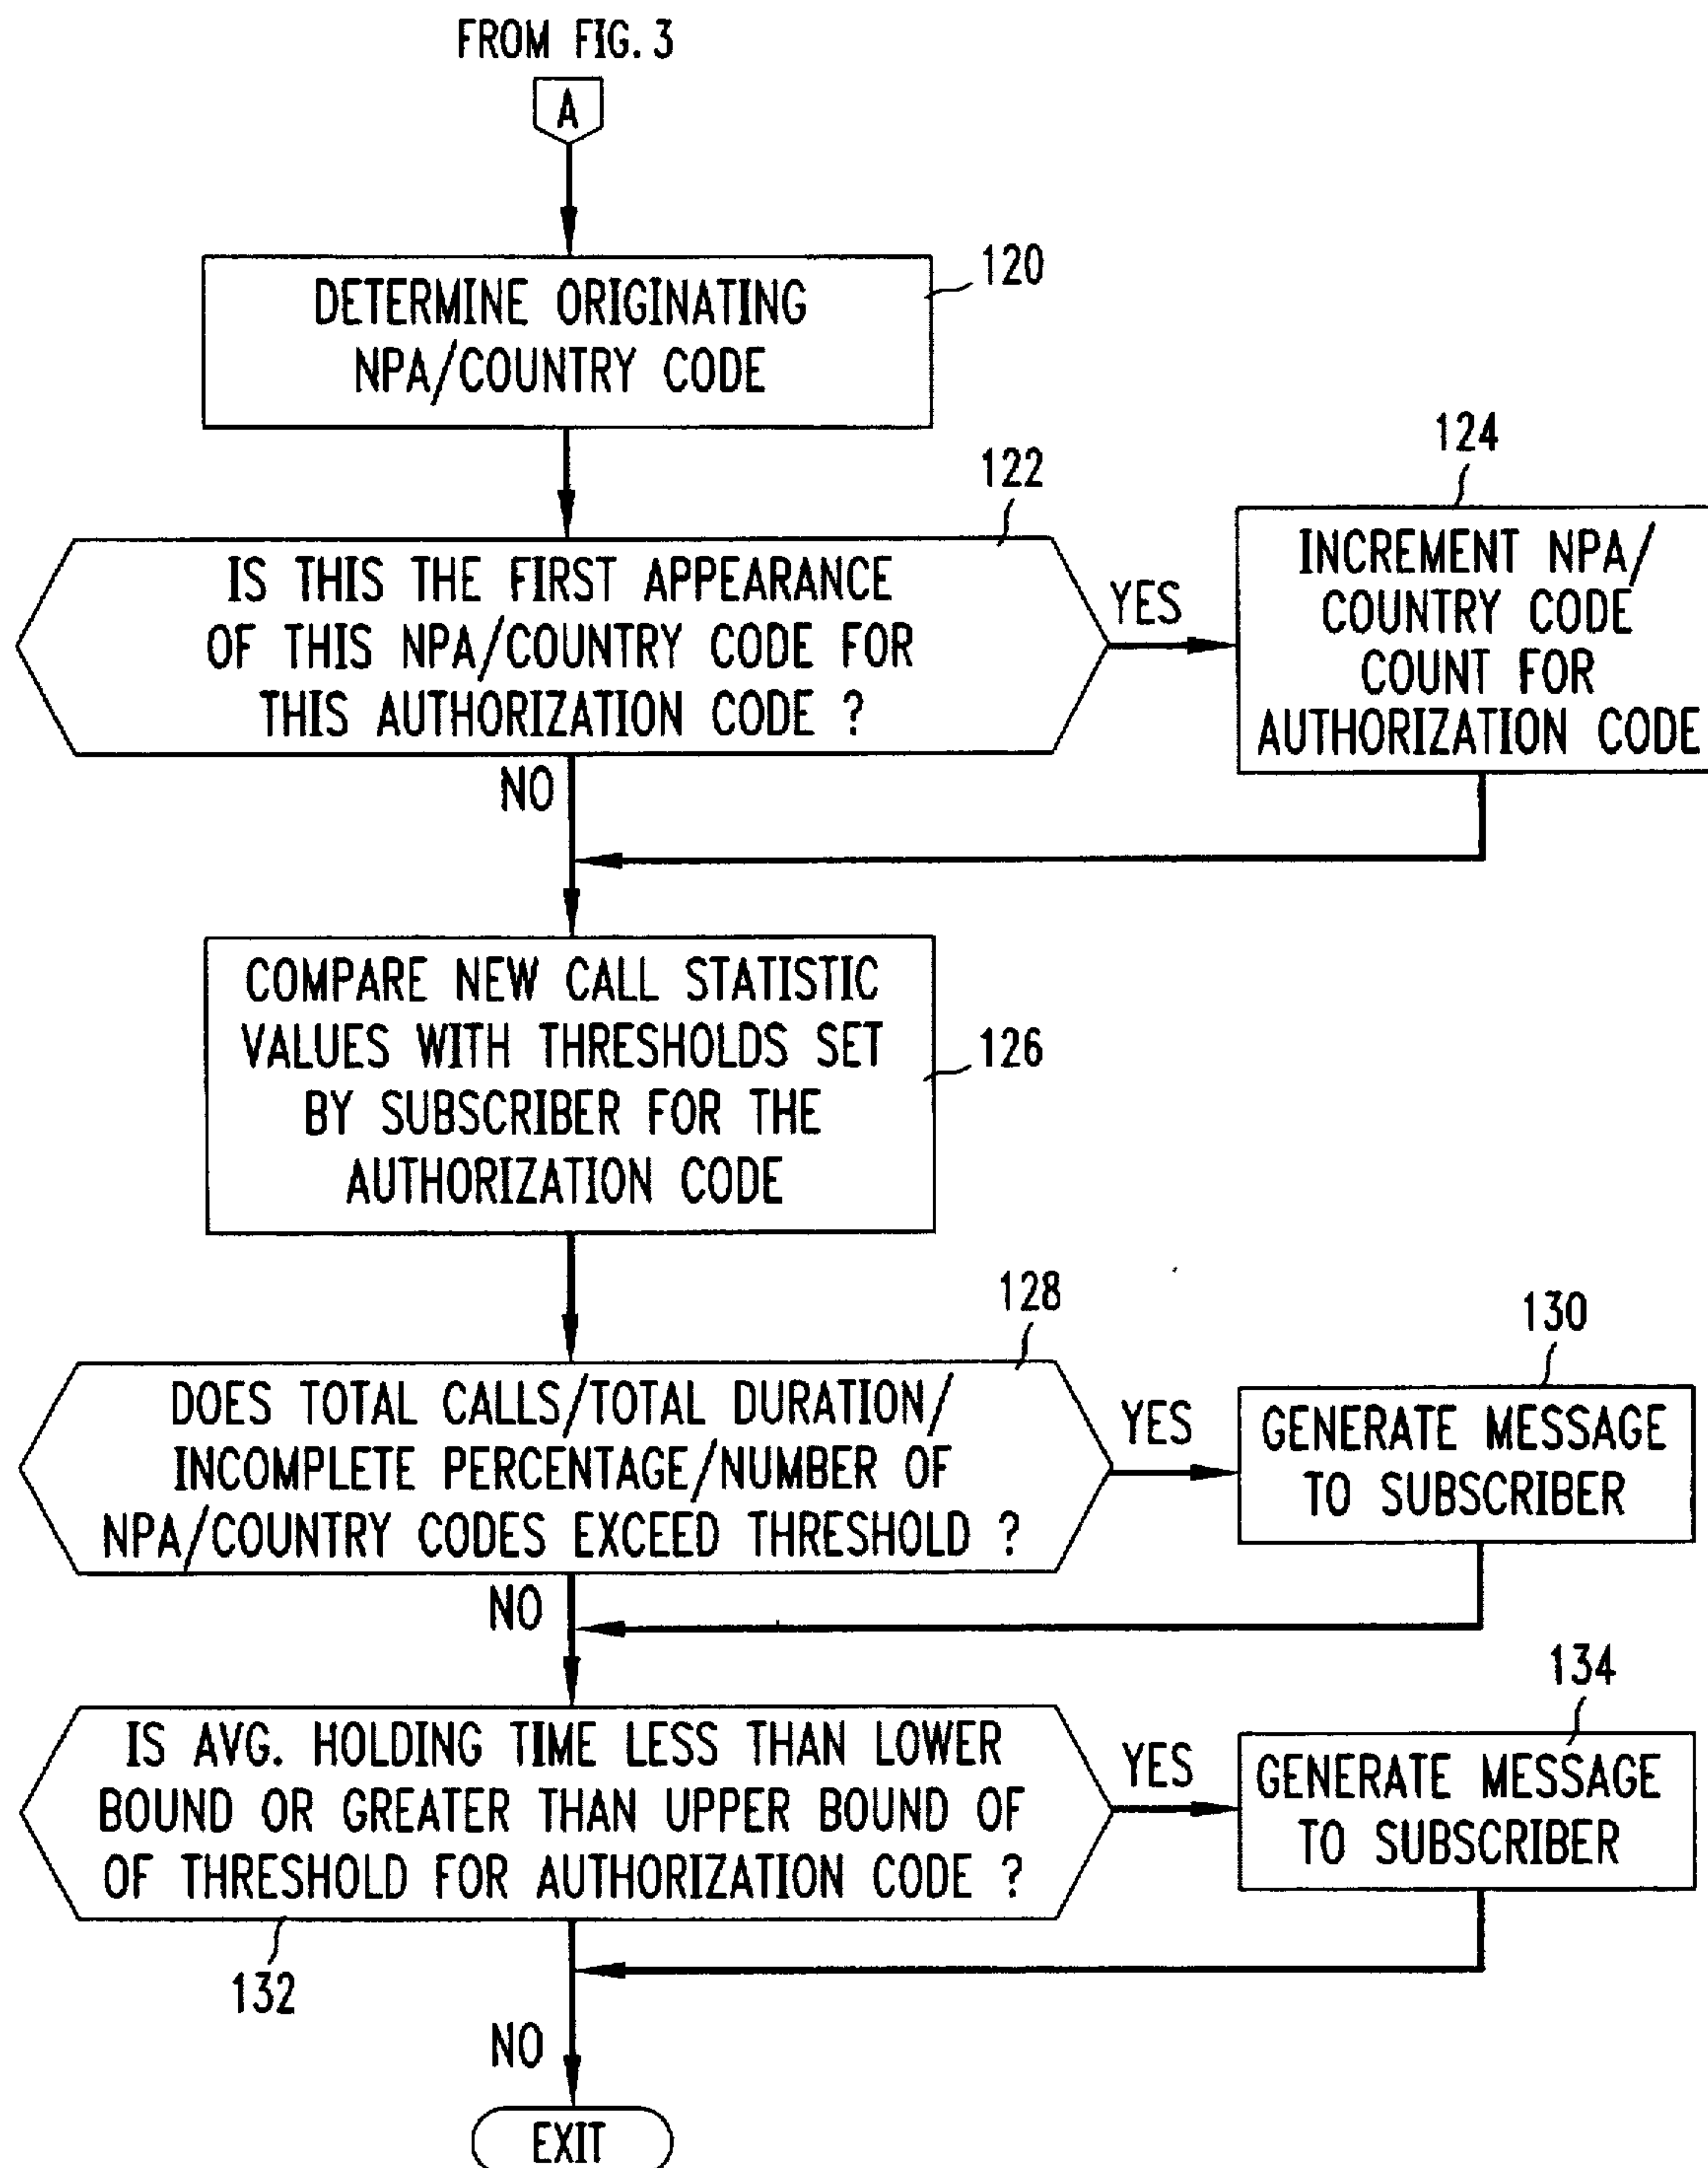 FROM FIG. 3
A
DETERMINE ORIGINATING
NPA/COUNTRY CODE
120
IS THIS THE FIRST APPEARANCE
OF THIS NPA/COUNTRY CODE FOR
THIS AUTHORIZATION CODE ?
122
YES
INCREMENT NPA/
COUNTRY CODE
COUNT FOR
AUTHORIZATION CODE
124
NO
COMPARE NEW CALL STATISTIC
VALUES WITH THRESHOLDS SET
BY SUBSCRIBER FOR THE
AUTHORIZATION CODE
126
DOES TOTAL CALLS/TOTAL DURATION/
INCOMPLETE PERCENTAGE/NUMBER OF
NPA/COUNTRY CODES EXCEED THRESHOLD ?
128
YES
GENERATE MESSAGE
TO SUBSCRIBER
130
NO
IS AVG. HOLDING TIME LESS THAN LOWER
BOUND OR GREATER THAN UPPER BOUND OF
OF THRESHOLD FOR AUTHORIZATION CODE ?
132
YES
GENERATE MESSAGE
TO SUBSCRIBER
134
NO
EXIT